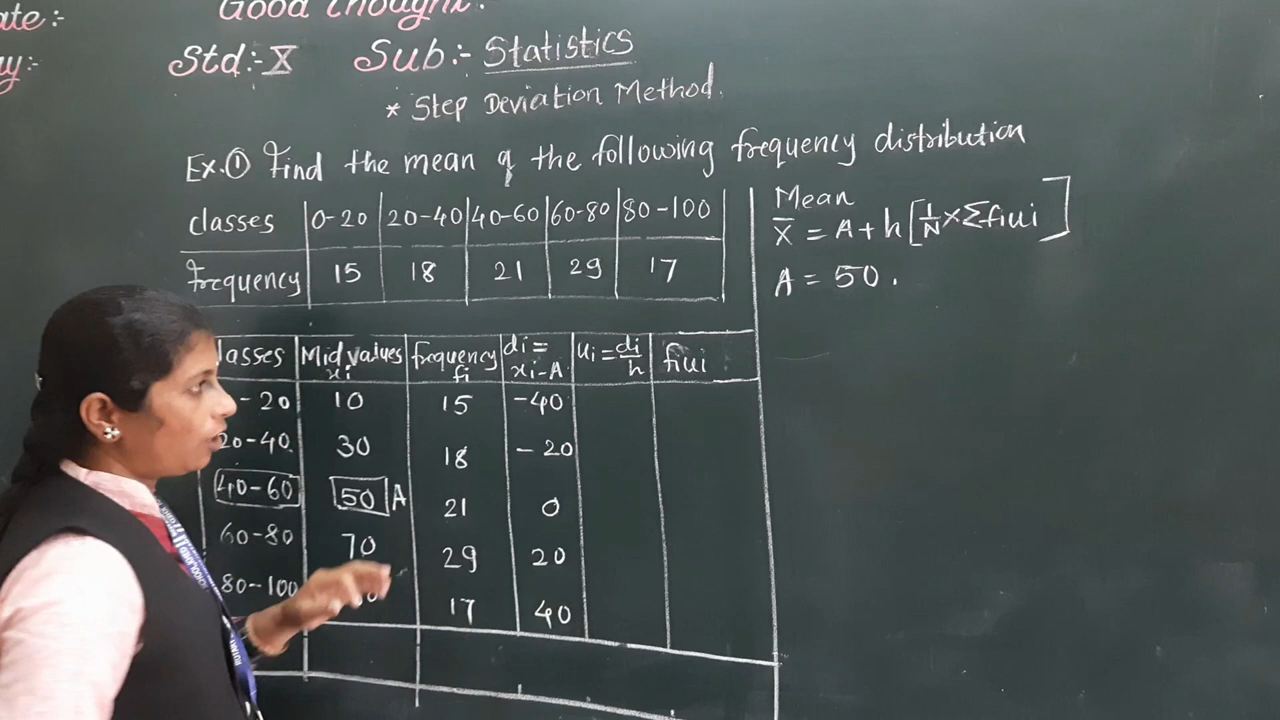 Good Thought:-
Std:- X Sub:- Statistics
* Step Deviation Method.
Ex.① Find the mean of the following frequency distribution
classes 0-20 20-40 40-60 60-80 80-100
frequency 15 18 21 29 17
Mean
X̄ = A + h [1/N × Σfiui]
A = 50.
lasses Mid values xi frequency fi di = xi-A ui = di/h fiui
-20 10 15 -40
20-40 30 18 -20
40-60 50 A 21 0
60-80 70 29 20
80-100 17 40